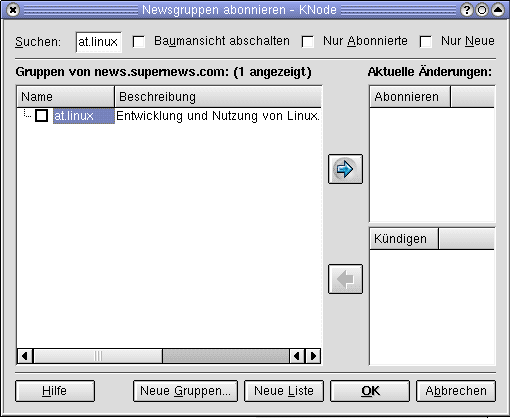 Newsgruppen abonnieren - KNode
Suchen: at.linux Baumansicht abschalten Nur Abonnierte Nur Neue
Gruppen von news.supernews.com: (1 angezeigt) Aktuelle Änderungen:
Name Beschreibung Abonnieren
at.linux Entwicklung und Nutzung von Linux.
Kündigen
Hilfe Neue Gruppen... Neue Liste OK Abbrechen